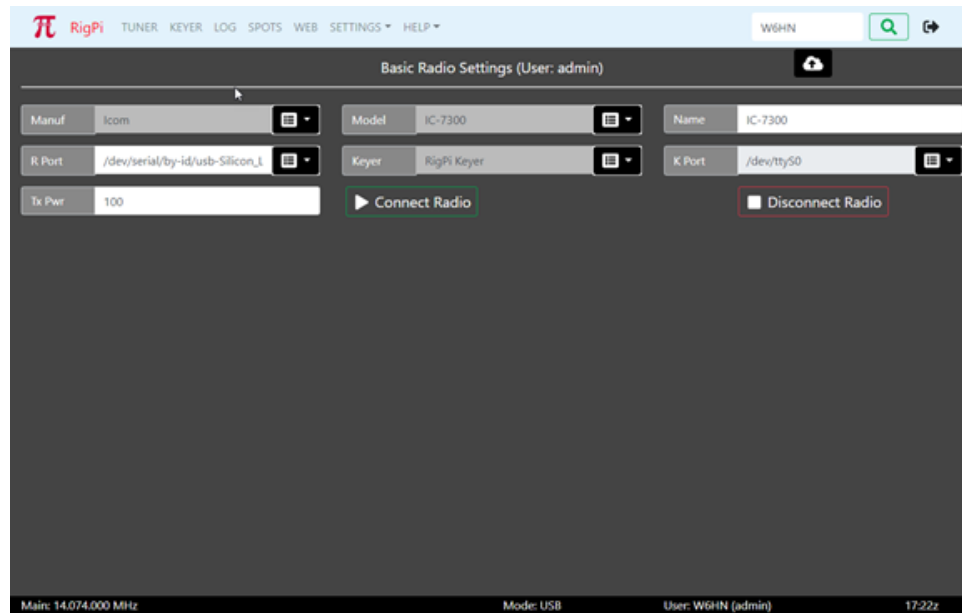 π RigPi TUNER KEYER LOG SPOTS WEB SETTINGS HELP W6HN
Basic Radio Settings (User: admin)
Manuf Icom Model IC-7300 Name IC-7300
R Port /dev/serial/by-id/usb-Silicon_L Keyer RigPi Keyer K Port /dev/ttyS0
Tx Pwr 100 Connect Radio Disconnect Radio
Main: 14.074.000 MHz Mode: USB User: W6HN (admin) 17:22z